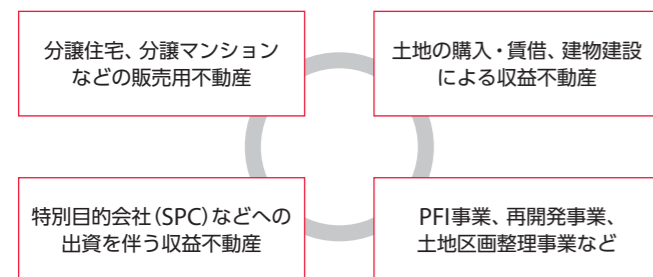 分譲住宅、分譲マンション
などの販売用不動産
土地の購入・賃借、建物建設
による収益不動産
特別目的会社(SPC)などへの
出資を伴う収益不動産
PFI事業、再開発事業、
土地区画整理事業など